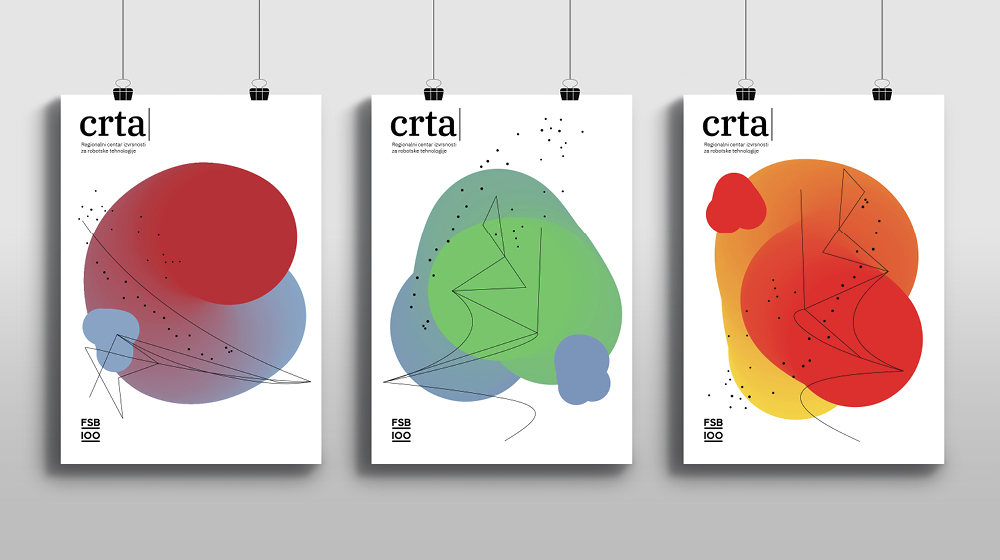 crta
Regionalni centar izvrsnosti
za robotske tehnologije
FSB
100
crta
Regionalni centar izvrsnosti
za robotske tehnologije
FSB
100
crta
Regionalni centar izvrsnosti
za robotske tehnologije
FSB
100